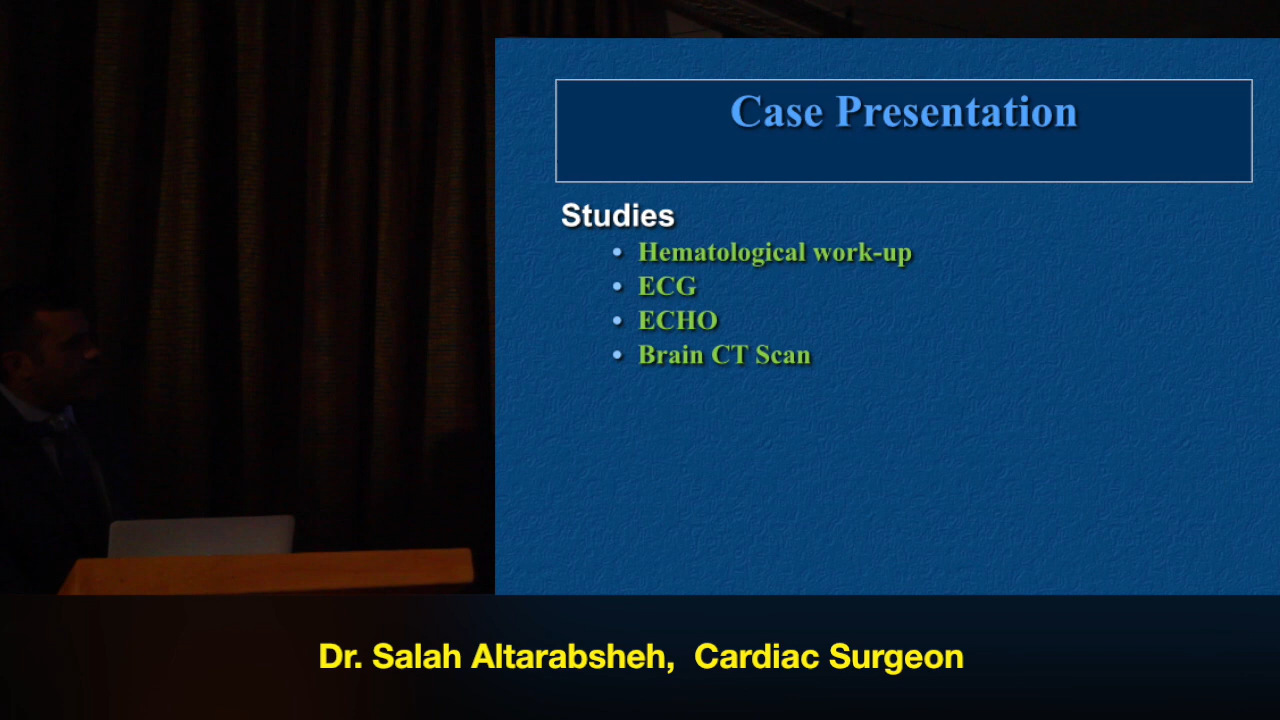 Case Presentation
Studies
• Hematological work-up
• ECG
• ECHO
• Brain CT Scan
Dr. Salah Altarabsheh, Cardiac Surgeon